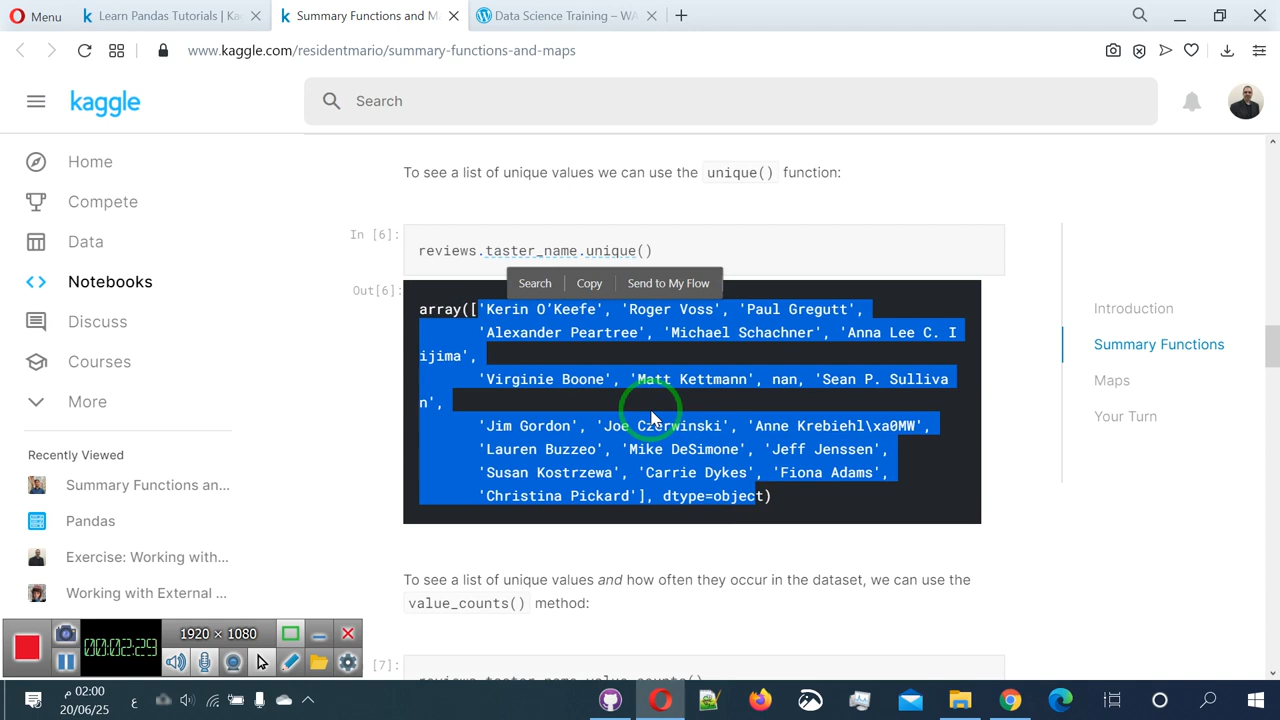 Menu
Learn Pandas Tutorials | Ka
Summary Functions and M
Data Science Training – WA
www.kaggle.com/residentmario/summary-functions-and-maps
kaggle
Search
Home
Compete
Data
Notebooks
Discuss
Courses
More
Recently Viewed
Summary Functions an...
Pandas
Exercise: Working with...
Working with External ...
To see a list of unique values we can use the unique() function:
In [6]:
reviews.taster_name.unique()
Search
Copy
Send to My Flow
Out[6]:
array(['Kerin O’Keefe', 'Roger Voss', 'Paul Gregutt',
'Alexander Peartree', 'Michael Schachner', 'Anna Lee C. I
ijima',
'Virginie Boone', 'Matt Kettmann', nan, 'Sean P. Sulliva
n',
'Jim Gordon', 'Joe Czerwinski', 'Anne Krebiehl\xa0MW',
'Lauren Buzzeo', 'Mike DeSimone', 'Jeff Jenssen',
'Susan Kostrzewa', 'Carrie Dykes', 'Fiona Adams',
'Christina Pickard'], dtype=object)
To see a list of unique values and how often they occur in the dataset, we can use the
value_counts() method:
[7]:
reviews.taster_name.value_counts()
Introduction
Summary Functions
Maps
Your Turn
00:02:29
1920 × 1080
02:00 م
20/06/25
ع